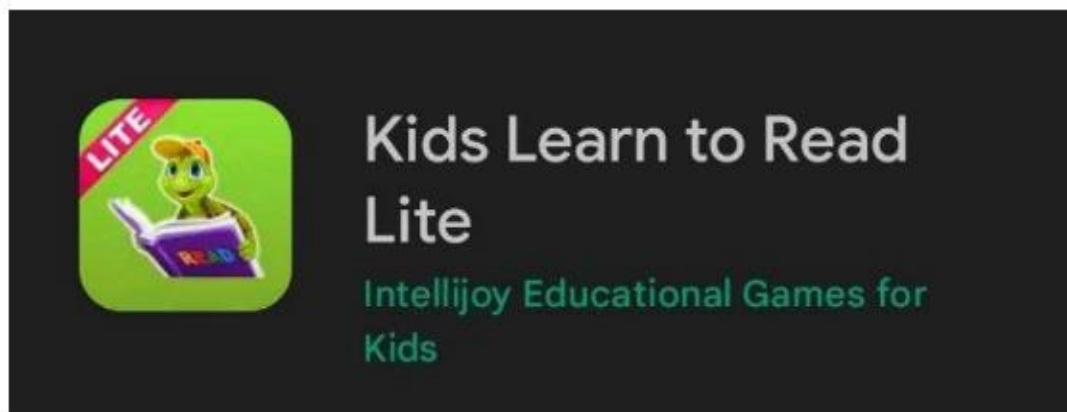 LITE
Kids Learn to Read
Lite
READ
Intellijoy Educational Games for
Kids